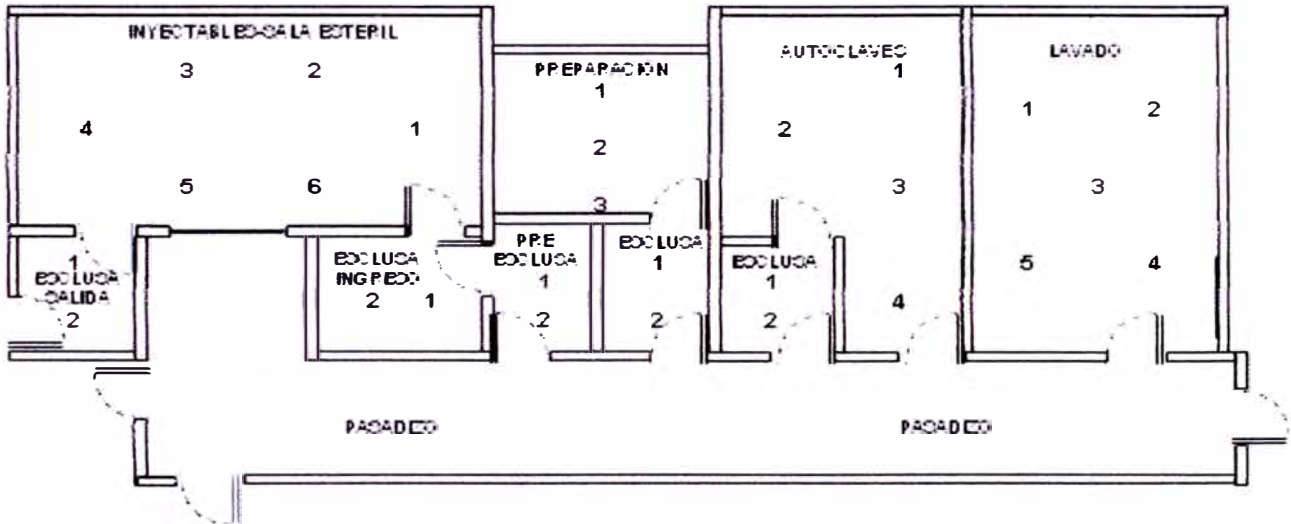 INYECTABLES-SALA ESTERIL
3 2
4 1
5 6
PREPARACION
1
2
3
AUTOCLAVES
1
2
3
4
LAVADO
1 2
3
5 4
1
ESCLUSA
SALIDA
2
ESCLUSA
INGRESO
2 1
PRE
ESCLUSA
1
2
ESCLUSA
1
2
ESCLUSA
1
2
PASADIZO
PASADIZO